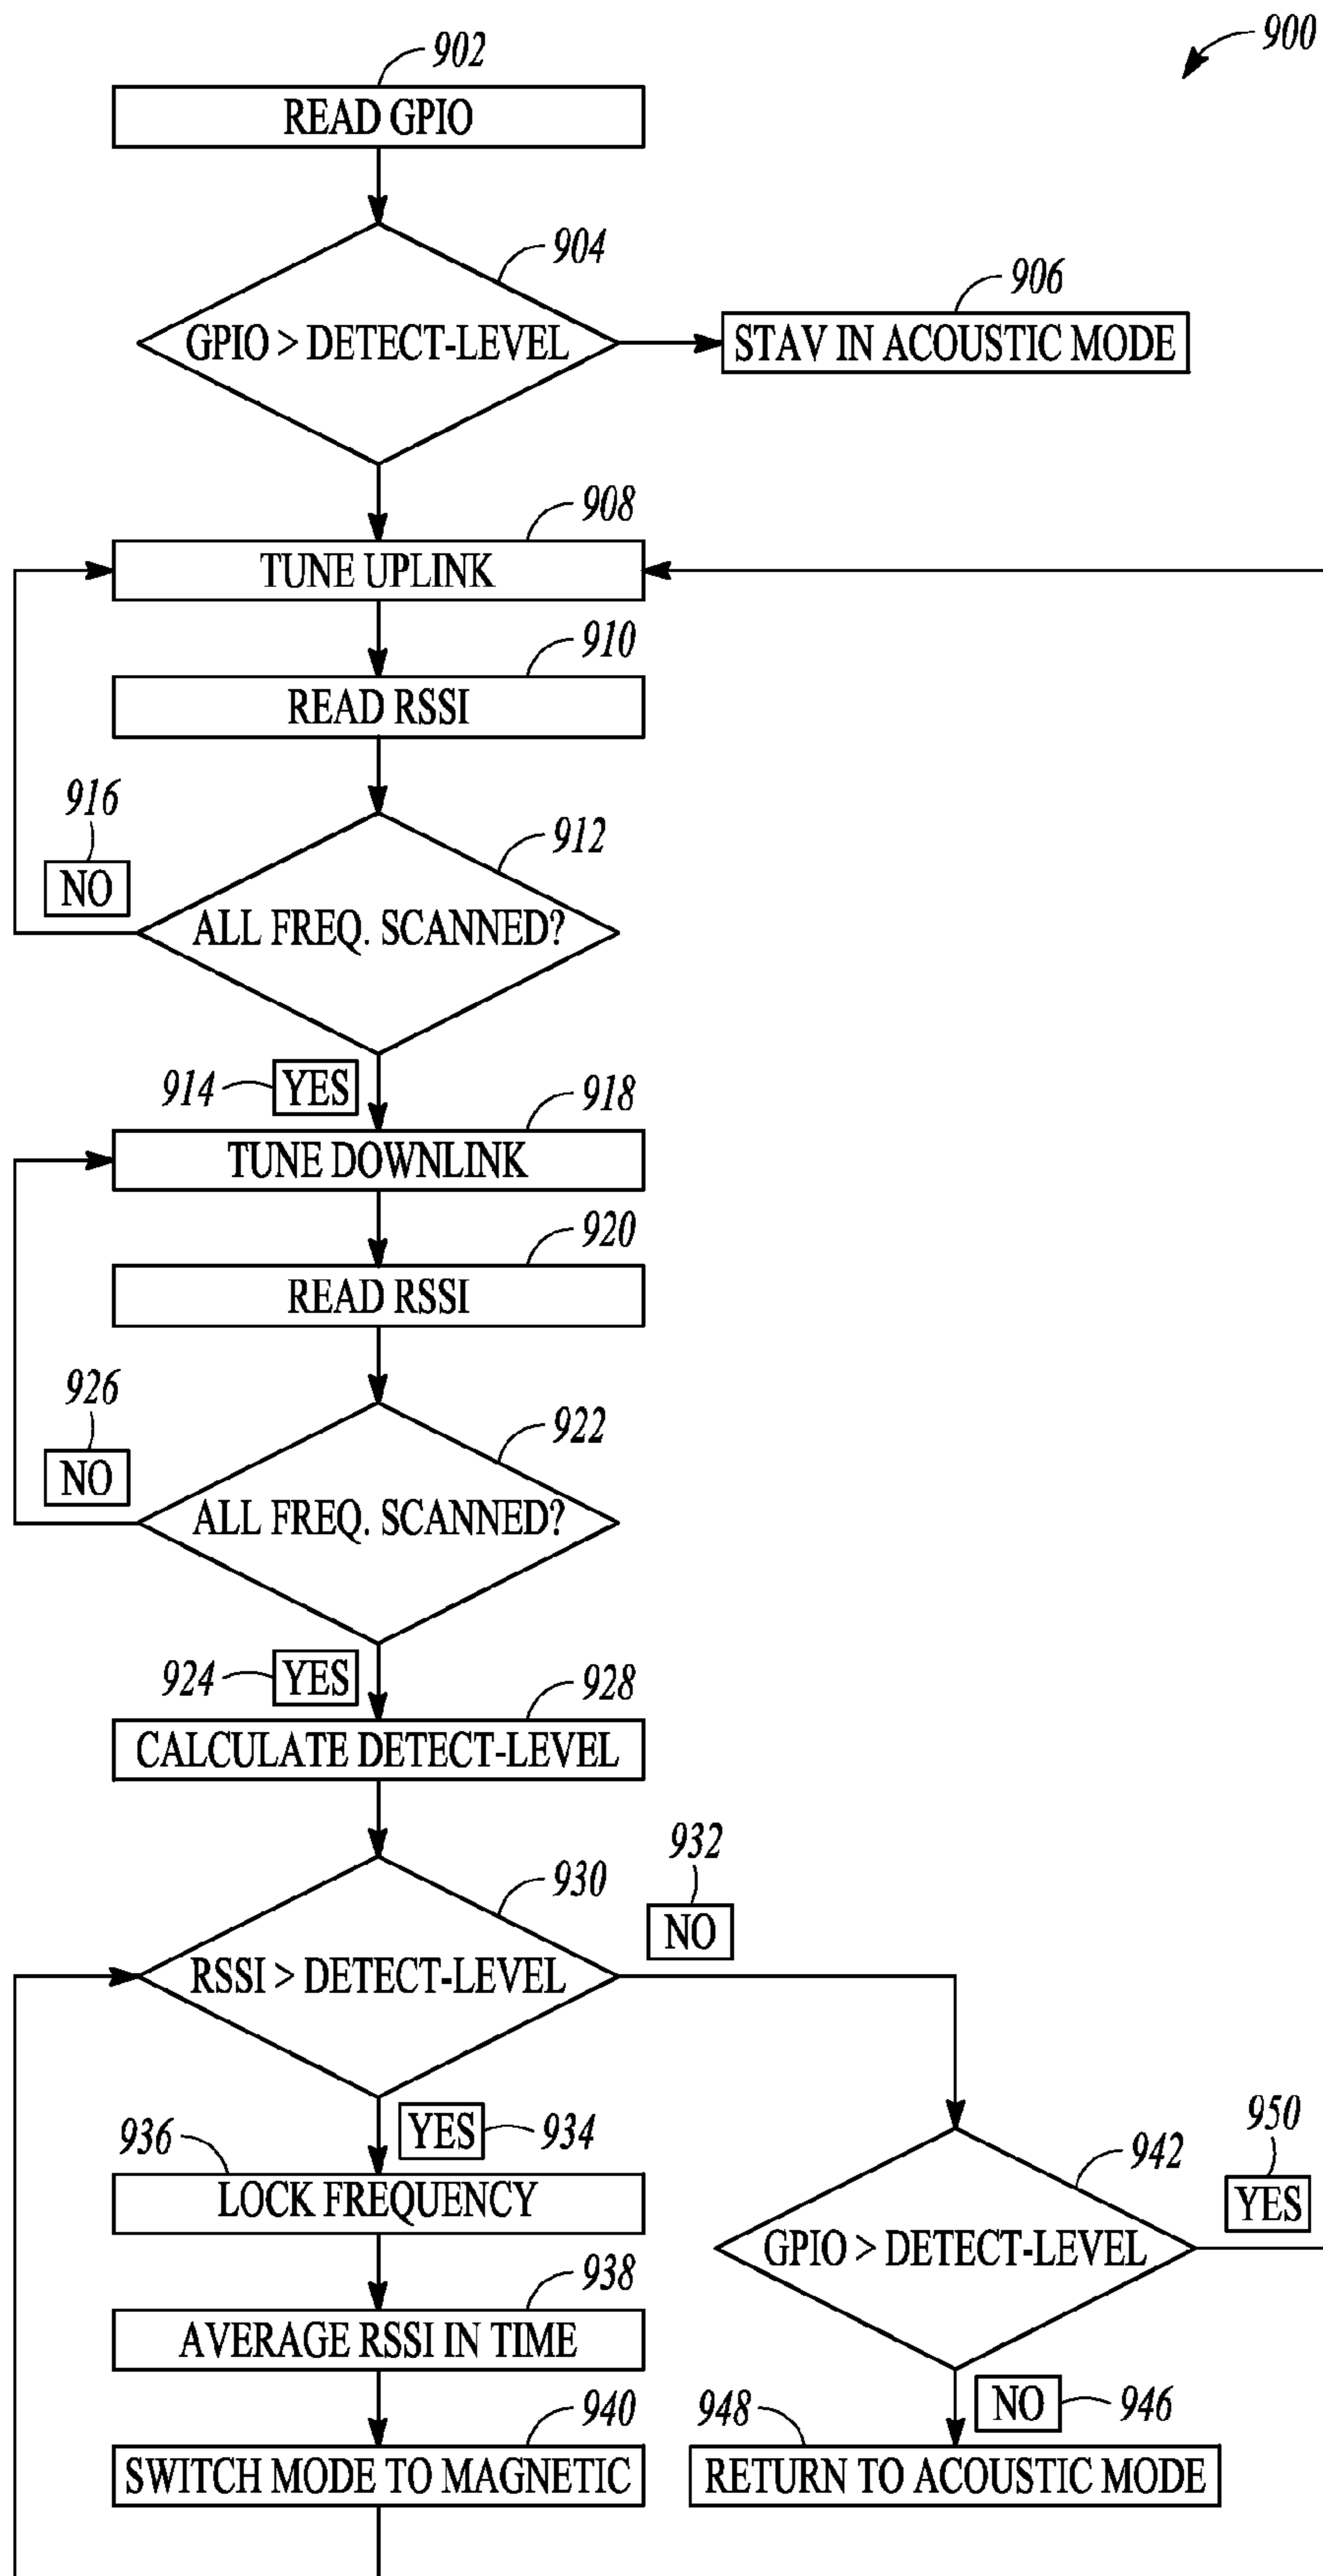 900
902
READ GPIO
904
GPIO > DETECT-LEVEL
906
STAV IN ACOUSTIC MODE
908
TUNE UPLINK
910
READ RSSI
916
NO
912
ALL FREQ. SCANNED?
914
YES
918
TUNE DOWNLINK
920
READ RSSI
926
NO
922
ALL FREQ. SCANNED?
924
YES
928
CALCULATE DETECT-LEVEL
930
RSSI > DETECT-LEVEL
932
NO
934
YES
936
LOCK FREQUENCY
938
AVERAGE RSSI IN TIME
940
SWITCH MODE TO MAGNETIC
942
GPIO > DETECT-LEVEL
950
YES
946
NO
948
RETURN TO ACOUSTIC MODE